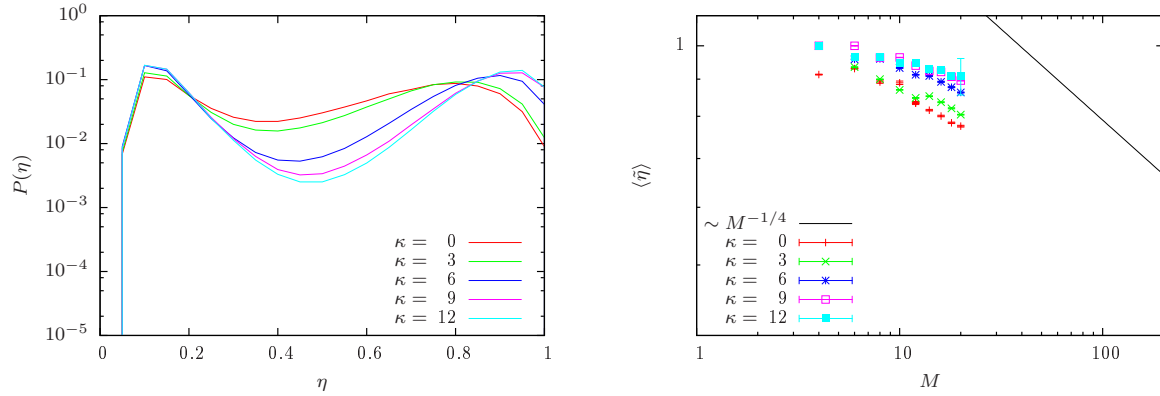 10^0
10^-1
10^-2
10^-3
10^-4
10^-5
P(η)
0 0.2 0.4 0.6 0.8 1
η
κ = 0
κ = 3
κ = 6
κ = 9
κ = 12
1
⟨η̃⟩
1 10 100
M
∼ M^-1/4
κ = 0
κ = 3
κ = 6
κ = 9
κ = 12